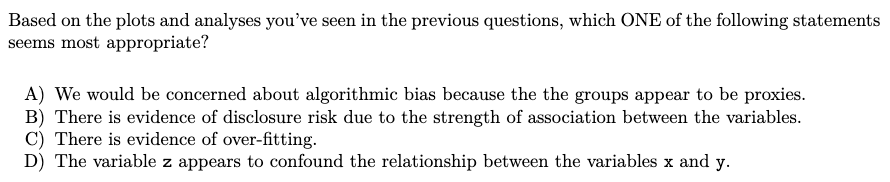 Based on the plots and analyses you've seen in the previous questions, which ONE of the following statements
seems most appropriate?
A) We would be concerned about algorithmic bias because the the groups appear to be proxies.
B) There is evidence of disclosure risk due to the strength of association between the variables.
C) There is evidence of over-fitting.
D) The variable z appears to confound the relationship between the variables x and y.